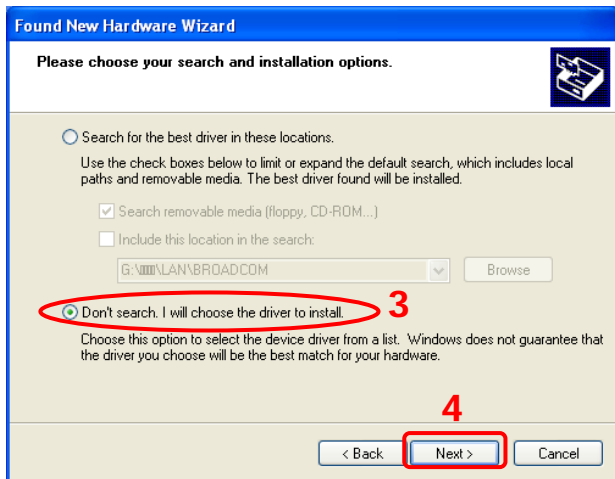 Found New Hardware Wizard
Please choose your search and installation options.
Search for the best driver in these locations.
Use the check boxes below to limit or expand the default search, which includes local
paths and removable media. The best driver found will be installed.
Search removable media (floppy, CD-ROM...)
Include this location in the search:
\LAN\BROADCOM
Browse
Don't search. I will choose the driver to install.
3
Choose this option to select the device driver from a list. Windows does not guarantee that
the driver you choose will be the best match for your hardware.
4
< Back
Next >
Cancel